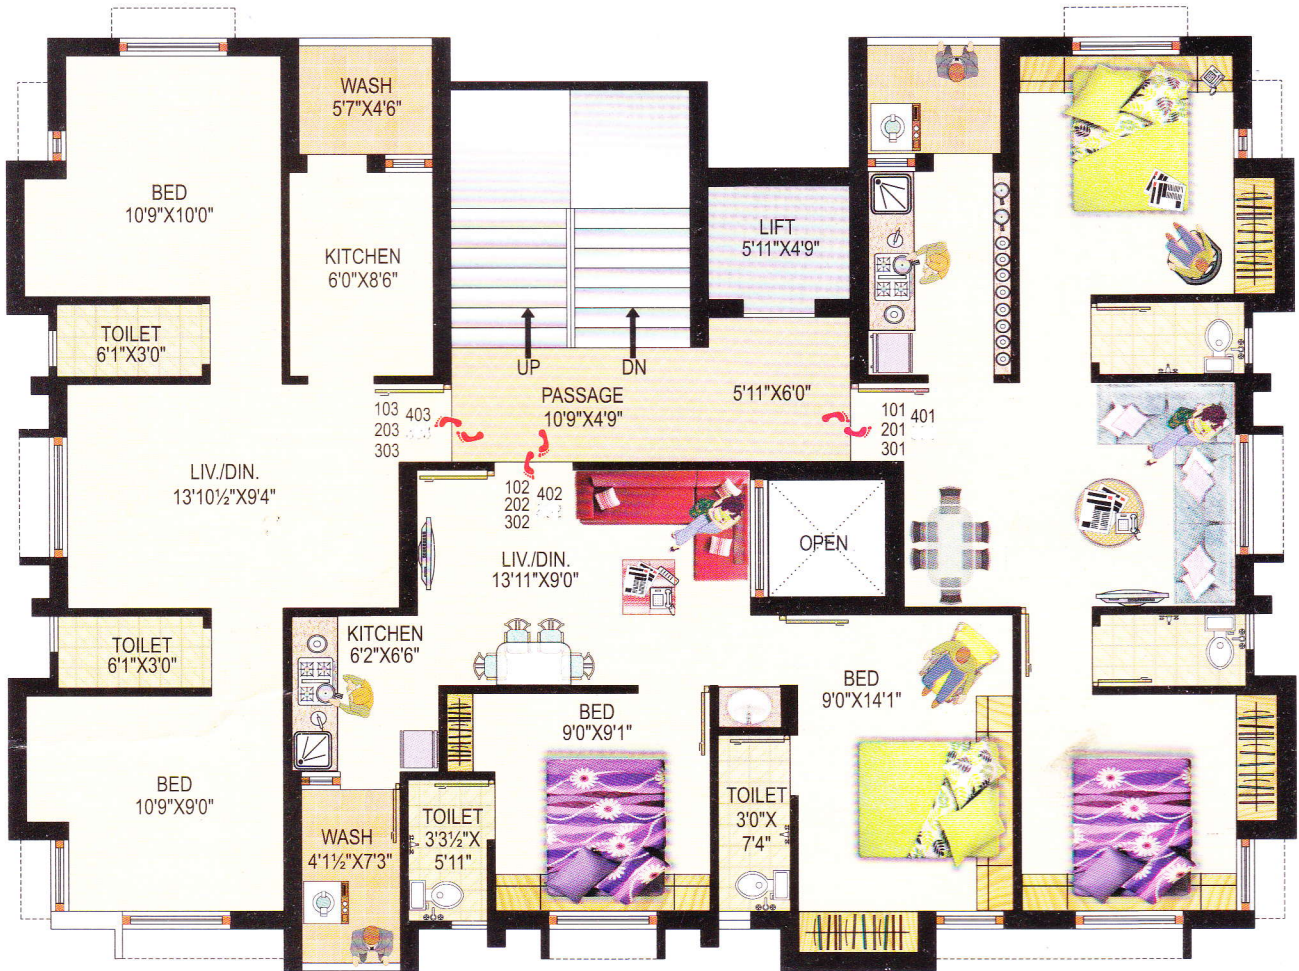 WASH
5'7"X4'6"
BED
10'9"X10'0"
KITCHEN
6'0"X8'6"
LIFT
5'11"X4'9"
TOILET
6'1"X3'0"
UP
DN
PASSAGE
10'9"X4'9"
5'11"X6'0"
103 403
203
303
101 401
201
301
LIV./DIN.
13'10½"X9'4"
102 402
202
302
LIV./DIN.
13'11"X9'0"
OPEN
TOILET
6'1"X3'0"
KITCHEN
6'2"X6'6"
BED
9'0"X9'1"
BED
9'0"X14'1"
BED
10'9"X9'0"
WASH
4'1½"X7'3"
TOILET
3'3½"X
5'11"
TOILET
3'0"X
7'4"